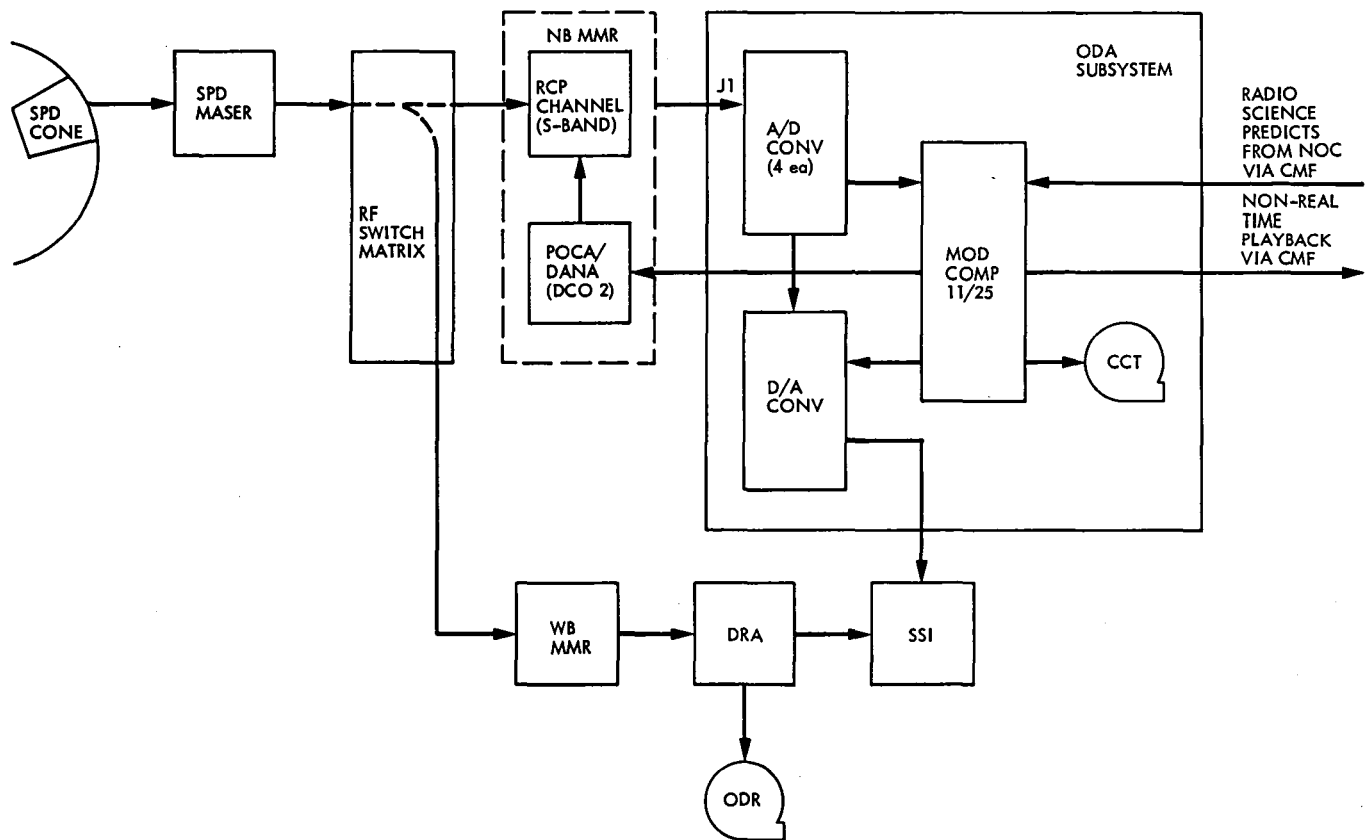 NB MMR
ODA
SUBSYSTEM
SPD
CONE
SPD
MASER
RF
SWITCH
MATRIX
RCP
CHANNEL
(S-BAND)
POCA/
DANA
(DCO 2)
J1
A/D
CONV
(4 ea)
D/A
CONV
MOD
COMP
11/25
CCT
RADIO
SCIENCE
PREDICTS
FROM NOC
VIA CMF
NON-REAL
TIME
PLAYBACK
VIA CMF
WB
MMR
DRA
SSI
ODR